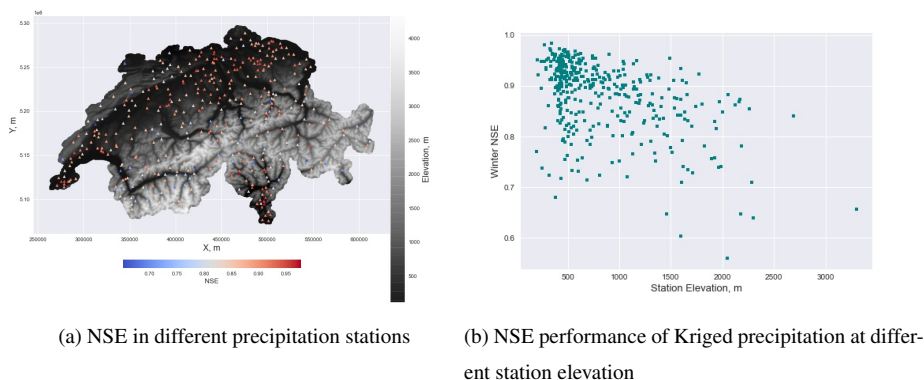 1e6
5.30
5.25
5.20
5.15
5.10
Y, m
250000 300000 350000 400000 450000 500000 550000 600000
X, m
0.70 0.75 0.80 0.85 0.90 0.95
NSE
4000
3500
3000
2500
2000
1500
1000
500
Elevation, m
1.0
0.9
0.8
0.7
0.6
Winter NSE
500 1000 1500 2000 2500 3000
Station Elevation, m
(a) NSE in different precipitation stations
(b) NSE performance of Kriged precipitation at differ-
ent station elevation